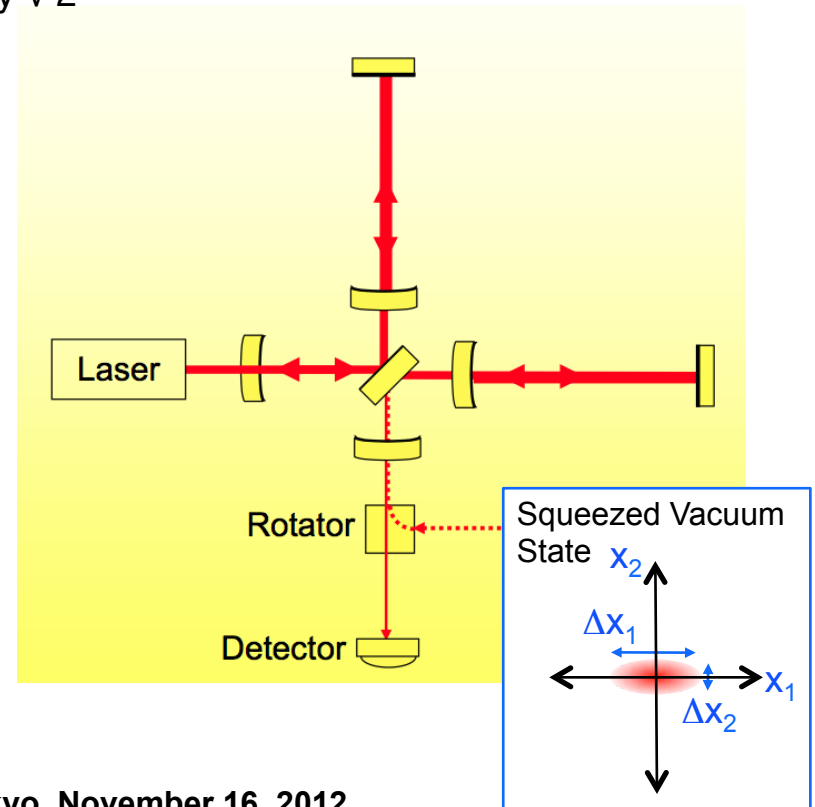 Laser
Rotator
Squeezed Vacuum
State
x₂
Δx₁
x₁
Δx₂
Detector
November 16, 2012